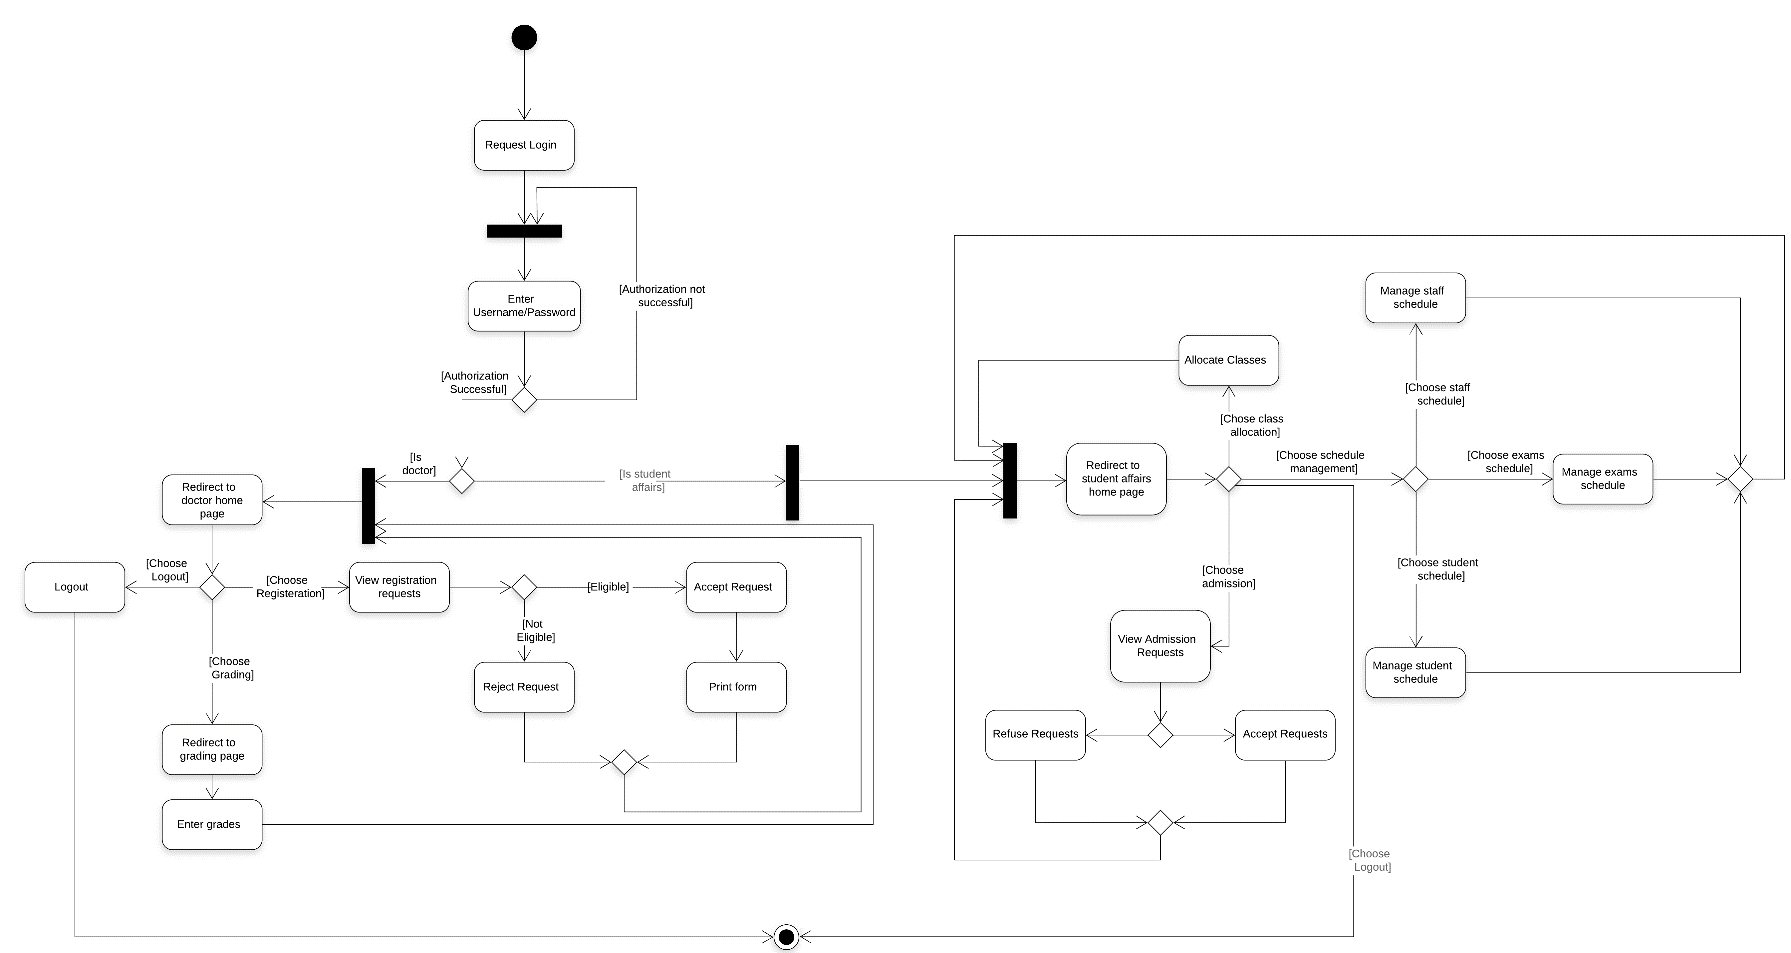 Request Login
Enter
Username/Password
[Authorization not
successful]
[Authorization
Successful]
[Is
doctor]
[Is student
affairs]
Redirect to
doctor home
page
[Choose
Logout]
Logout
[Choose
Registeration]
View registration
requests
[Eligible]
Accept Request
[Not
Eligible]
Reject Request
Print form
[Choose
Grading]
Redirect to
grading page
Enter grades
Redirect to
student affairs
home page
Allocate Classes
[Chose class
allocation]
[Choose schedule
management]
Manage staff
schedule
[Choose staff
schedule]
[Choose exams
schedule]
Manage exams
schedule
[Choose student
schedule]
Manage student
schedule
[Choose
admission]
View Admission
Requests
Refuse Requests
Accept Requests
[Choose
Logout]